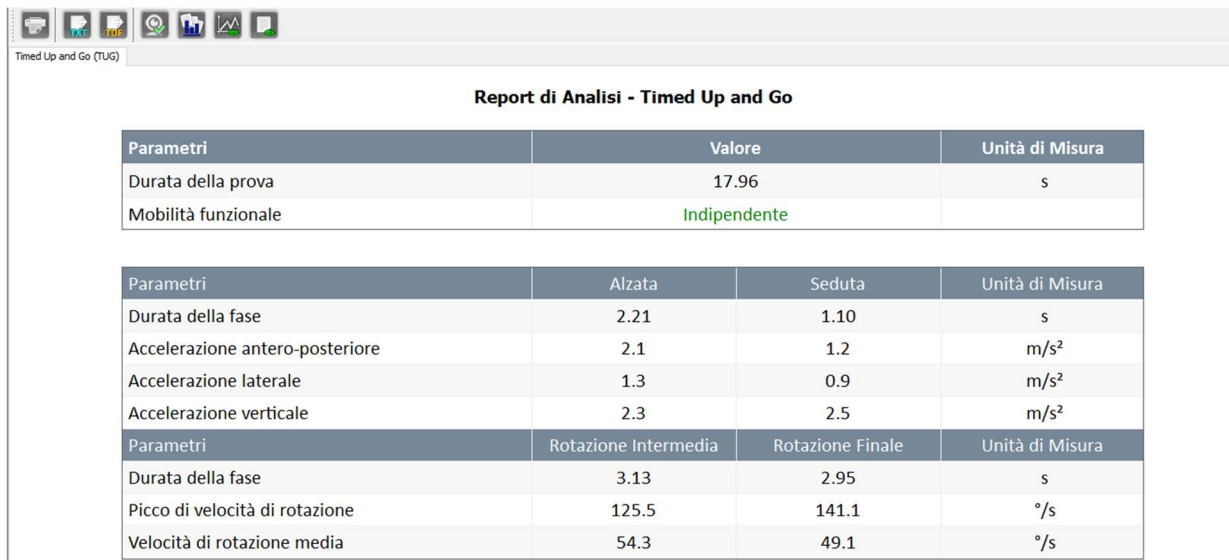 TXT TDF
Timed Up and Go (TUG)
Report di Analisi - Timed Up and Go
Parametri Valore Unità di Misura
Durata della prova 17.96 s
Mobilità funzionale Indipendente
Parametri Alzata Seduta Unità di Misura
Durata della fase 2.21 1.10 s
Accelerazione antero-posteriore 2.1 1.2 m/s²
Accelerazione laterale 1.3 0.9 m/s²
Accelerazione verticale 2.3 2.5 m/s²
Parametri Rotazione Intermedia Rotazione Finale Unità di Misura
Durata della fase 3.13 2.95 s
Picco di velocità di rotazione 125.5 141.1 °/s
Velocità di rotazione media 54.3 49.1 °/s